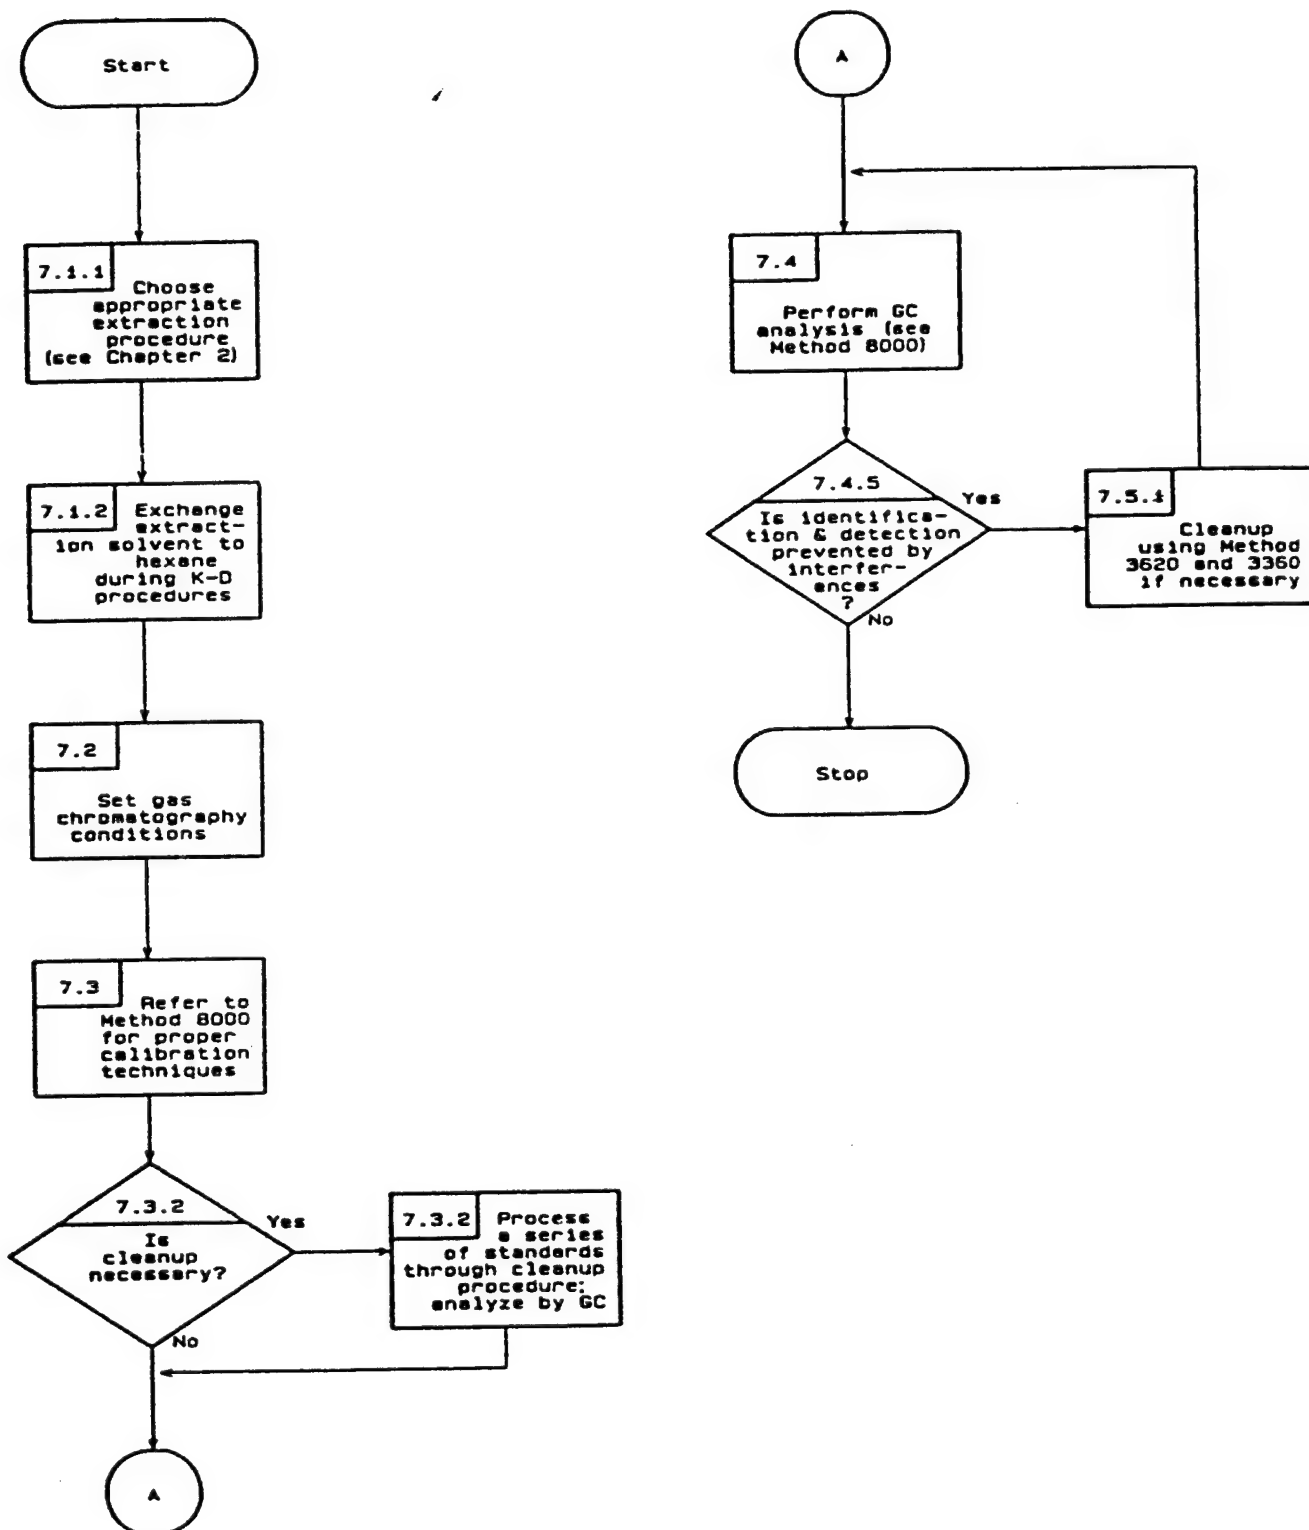 Start
7.1.1
Choose
appropriate
extraction
procedure
(see Chapter 2)
7.1.2 Exchange
extract-
ion solvent to
hexane
during K-D
procedures
7.2
Set gas
chromatography
conditions
7.3
Refer to
Method 8000
for proper
calibration
techniques
7.3.2
Is
cleanup
necessary?
Yes
No
7.3.2 Process
a series
of standards
through cleanup
procedure;
analyze by GC
A
A
7.4
Perform GC
analysis (see
Method 8000)
7.4.5
Is identifica-
tion & detection
prevented by
interfer-
ences
?
Yes
No
7.5.1
Cleanup
using Method
3620 and 3360
if necessary
Stop